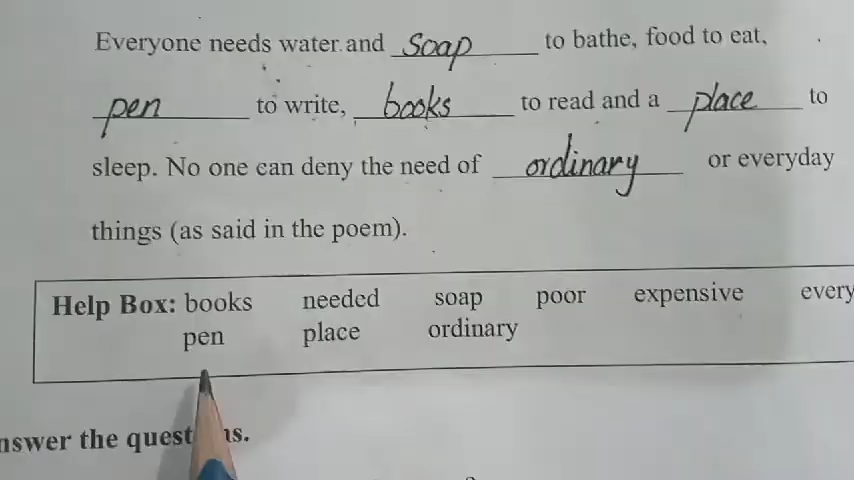 Everyone needs water and soap to bathe, food to eat,
pen to write, books to read and a place to
sleep. No one can deny the need of ordinary or everyday
things (as said in the poem).
Help Box: books needed soap poor expensive every
pen place ordinary
nswer the quest ns.